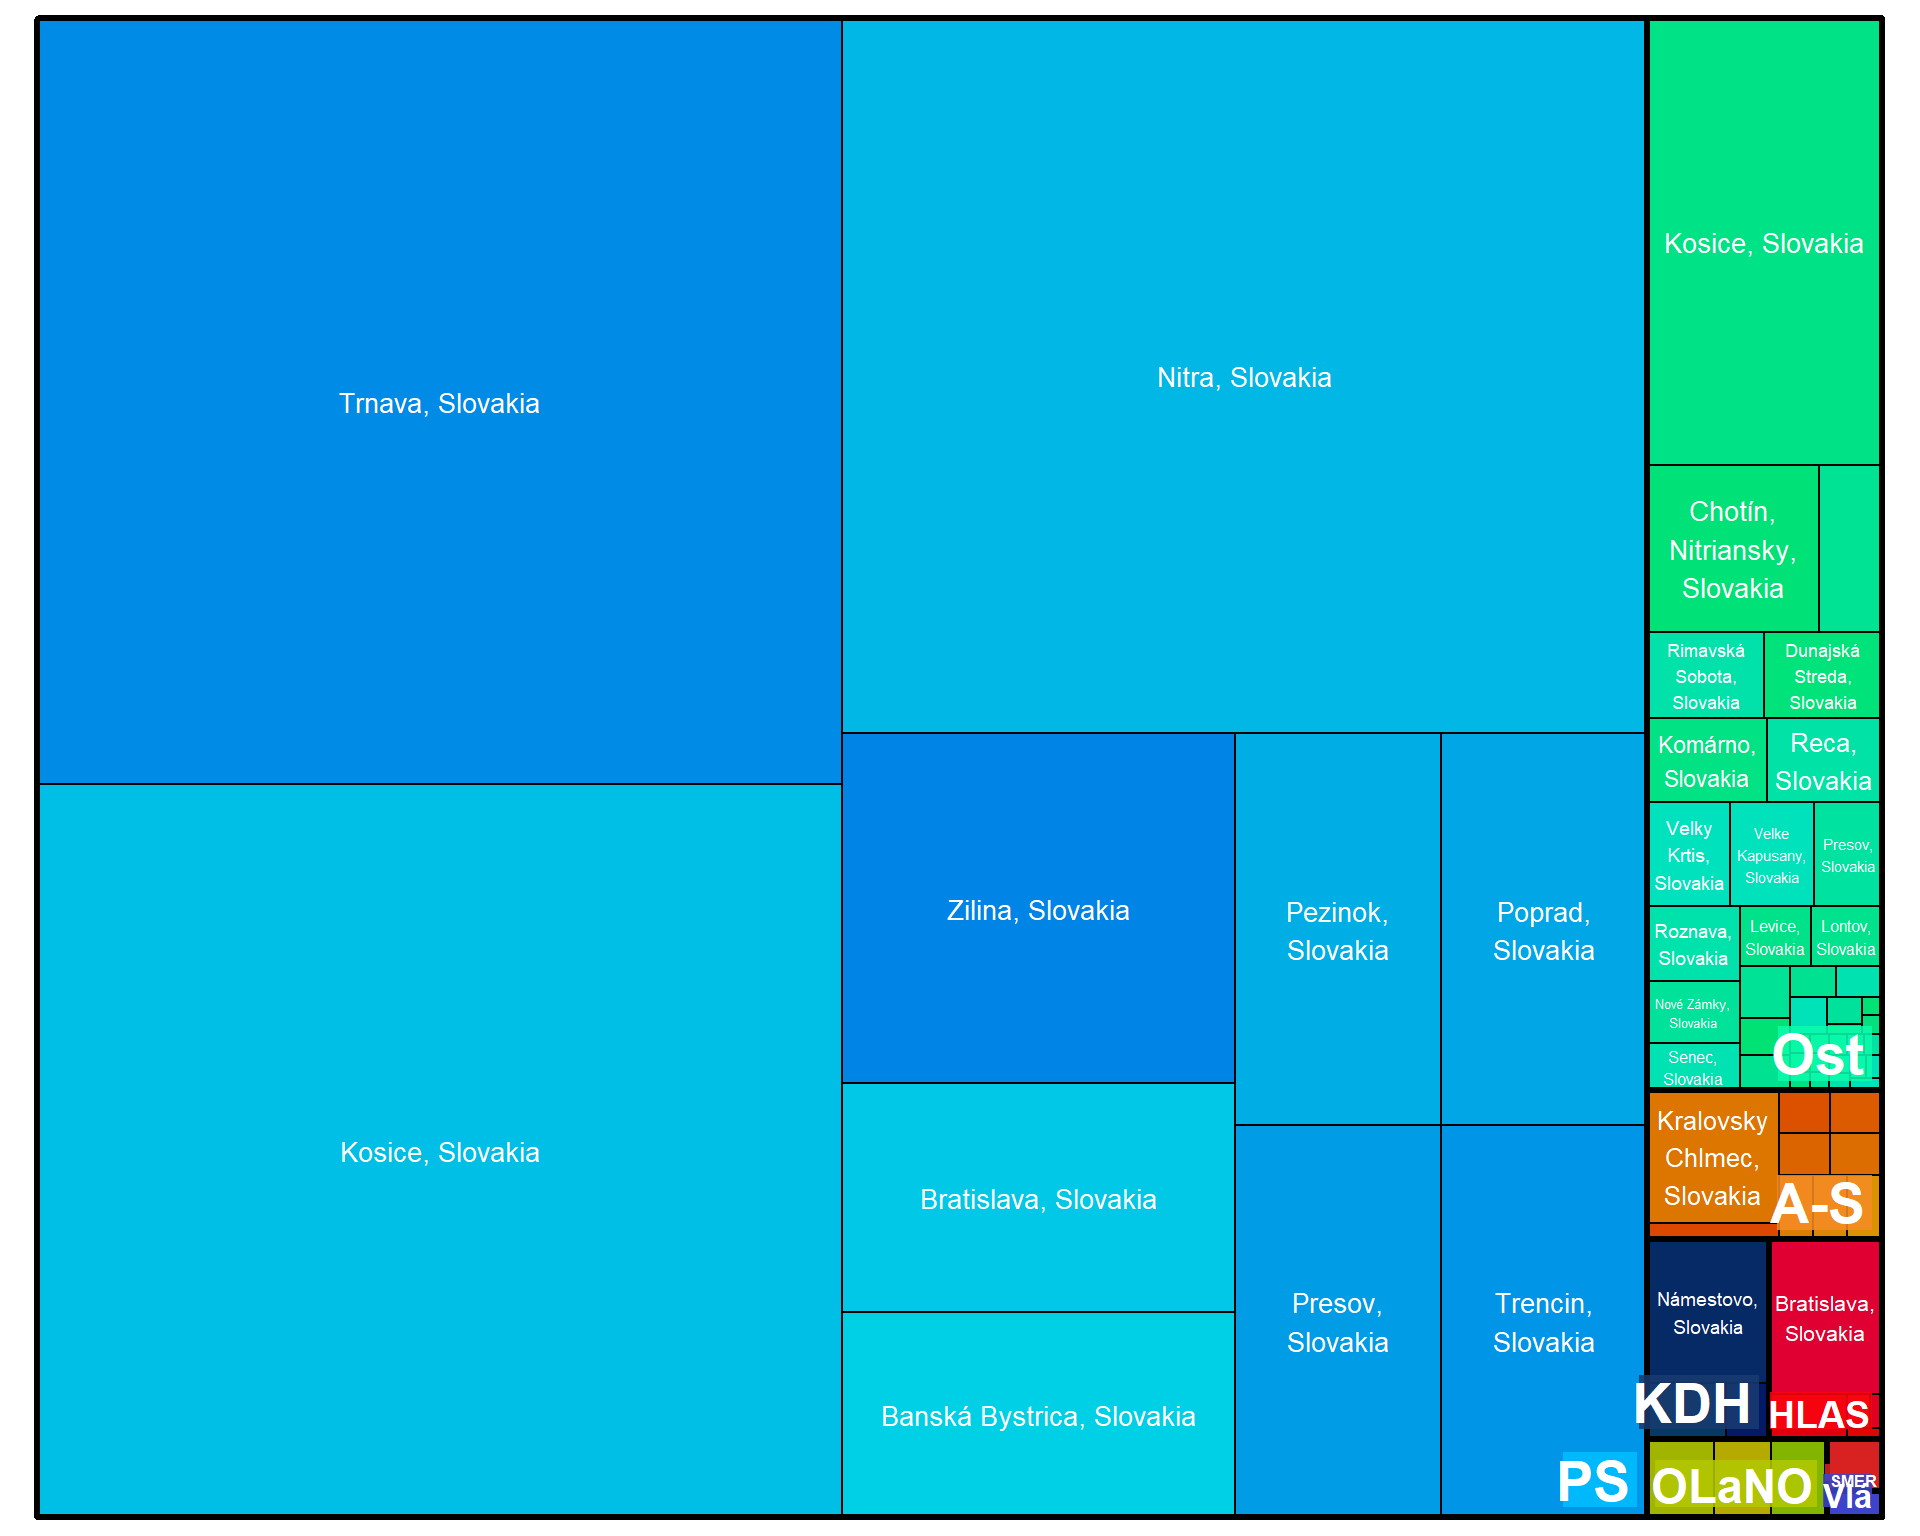 Trnava, Slovakia
Kosice, Slovakia
Nitra, Slovakia
Zilina, Slovakia
Bratislava, Slovakia
Banská Bystrica, Slovakia
Pezinok,
Slovakia
Poprad,
Slovakia
Presov,
Slovakia
Trencin,
Slovakia
PS
Kosice, Slovakia
Chotín,
Nitriansky,
Slovakia
Rimavská
Sobota,
Slovakia
Dunajská
Streda,
Slovakia
Komárno,
Slovakia
Reca,
Slovakia
Velky
Krtis,
Slovakia
Velke
Kapusany,
Slovakia
Presov,
Slovakia
Roznava,
Slovakia
Levice,
Slovakia
Lontov,
Slovakia
Nové Zámky,
Slovakia
Senec,
Slovakia
Ost
Kralovsky
Chlmec,
Slovakia
A-S
Námestovo,
Slovakia
KDH
Bratislava,
Slovakia
HLAS
OLaNO
SMER
Vla